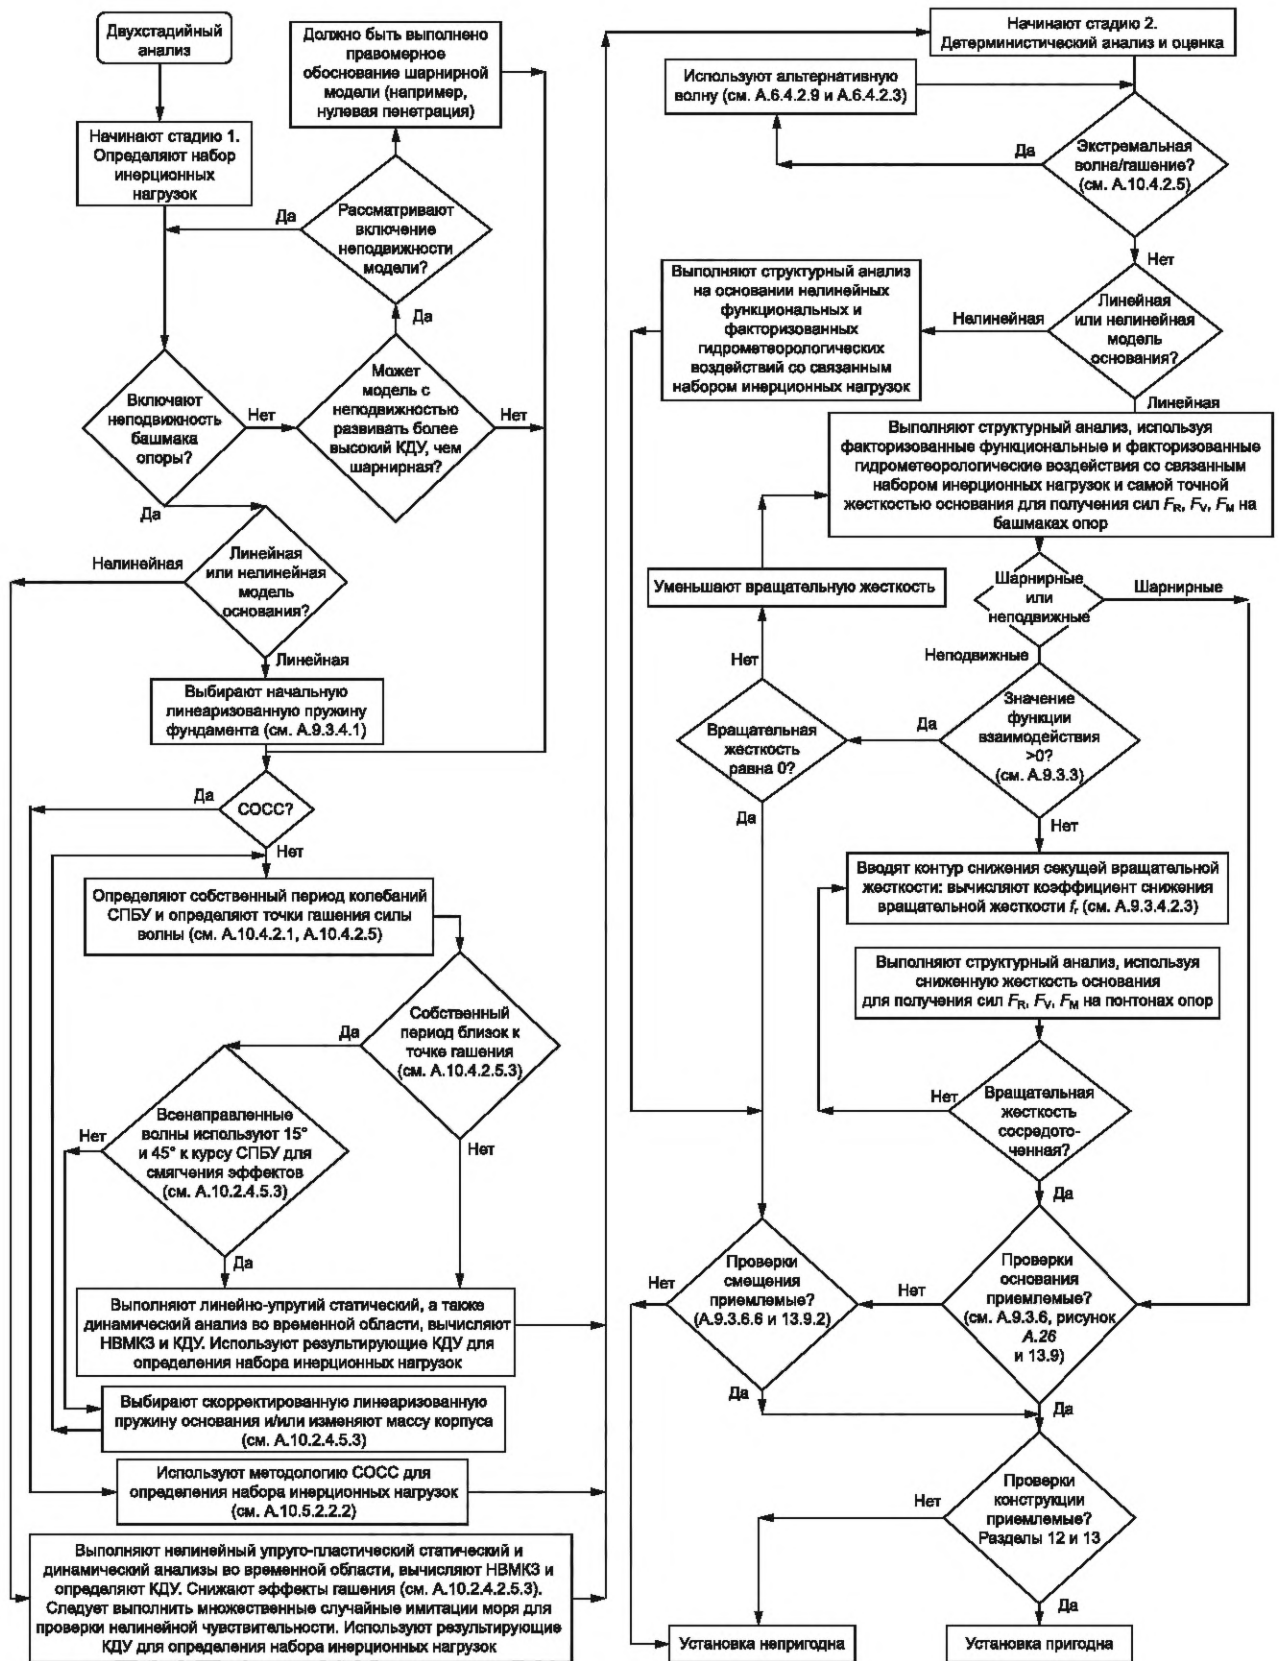 Двухстадийный
анализ
Начинают стадию 1.
Определяют набор
инерционных
нагрузок
Должно быть выполнено
правомерное
обоснование шарнирной
модели (например,
нулевая пенетрация)
Да
Рассматривают
включение
неподвижности
модели?
Да
Включают
неподвижность
башмака
опоры?
Нет
Может
модель с
неподвижностью
развивать более
высокий КДУ, чем
шарнирная?
Нет
Да
Нелинейная
Линейная
или нелинейная
модель
основания?
Линейная
Выбирают начальную
линеаризованную пружину
фундамента (см. А.9.3.4.1)
Да
СОСС?
Нет
Определяют собственный период колебаний
СПБУ и определяют точки гашения силы
волны (см. А.10.4.2.1, А.10.4.2.5)
Да
Собственный
период близок к
точке гашения
(см. А.10.4.2.5.3)
Нет
Всенаправленные
волны используют 15°
и 45° к курсу СПБУ для
смягчения эффектов
(см. А.10.2.4.5.3)
Нет
Да
Выполняют линейно-упругий статический, а также
динамический анализ во временной области, вычисляют
НВМКЗ и КДУ. Используют результирующие КДУ для
определения набора инерционных нагрузок
Выбирают скорректированную линеаризованную
пружину основания и/или изменяют массу корпуса
(см. А.10.2.4.5.3)
Используют методологию СОСС для
определения набора инерционных нагрузок
(см. А.10.5.2.2.2)
Выполняют нелинейный упруго-пластический статический и
динамический анализы во временной области, вычисляют НВМКЗ и
определяют КДУ. Снижают эффекты гашения (см. А.10.2.4.2.5.3).
Следует выполнить множественные случайные имитации моря для
проверки нелинейной чувствительности. Используют результирующие
КДУ для определения набора инерционных нагрузок
Начинают стадию 2.
Детерминистический анализ и оценка
Используют альтернативную
волну (см. А.6.4.2.9 и А.6.4.2.3)
Да
Экстремальная
волна/гашение?
(см. А.10.4.2.5)
Нет
Выполняют структурный анализ
на основании нелинейных
функциональных и
факторизованных
гидрометеорологических
воздействий со связанным
набором инерционных нагрузок
Нелинейная
Линейная
или нелинейная
модель
основания?
Линейная
Выполняют структурный анализ, используя
факторизованные функциональные и факторизованные
гидрометеорологические воздействия со связанным
набором инерционных нагрузок и самой точной
жесткостью основания для получения сил FR, FV, FM на
башмаках опор
Уменьшают вращательную жесткость
Шарнирные
или
неподвижные
Шарнирные
Неподвижные
Нет
Вращательная
жесткость
равна 0?
Да
Значение
функции
взаимодействия
>0?
(см. А.9.3.3)
Да
Нет
Вводят контур снижения секущей вращательной
жесткости: вычисляют коэффициент снижения
вращательной жесткости fr (см. А.9.3.4.2.3)
Выполняют структурный анализ, используя
сниженную жесткость основания
для получения сил FR, FV, FM на понтонах опор
Нет
Вращательная
жесткость
сосредото-
ченная?
Да
Нет
Проверки
смещения
приемлемые?
(А.9.3.6.6 и 13.9.2)
Нет
Проверки
основания
приемлемые?
(см. А.9.3.6, рисунок
А.26
и 13.9)
Да
Да
Нет
Проверки
конструкции
приемлемые?
Разделы 12 и 13
Да
Установка непригодна
Установка пригодна